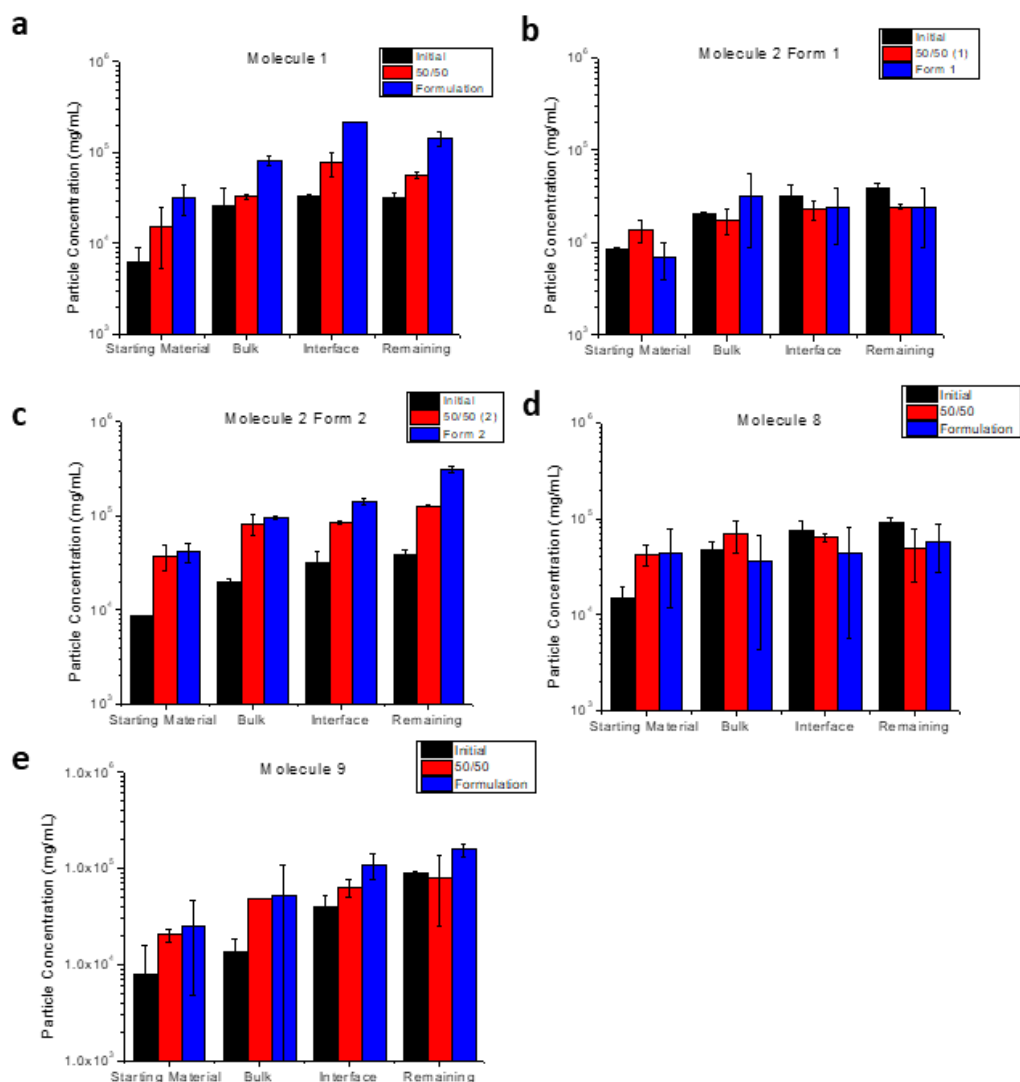 a
Molecule 1
Initial
50/50
Formulation
10⁶
10⁵
10⁴
10³
Particle Concentration (mg/mL)
Starting Material Bulk Interface Remaining
b
Molecule 2 Form 1
Initial
50/50 (1)
Form 1
10⁶
10⁵
10⁴
10³
Particle Concentration (mg/mL)
Starting Material Bulk Interface Remaining
c
Molecule 2 Form 2
Initial
50/50 (2)
Form 2
10⁶
10⁵
10⁴
10³
Particle Concentration (mg/mL)
Starting Material Bulk Interface Remaining
d
Molecule 8
Initial
50/50
Formulation
10⁶
10⁵
10⁴
10³
Particle Concentration (mg/mL)
Starting Material Bulk Interface Remaining
e
Molecule 9
Initial
50/50
Formulation
1.0x10⁶
1.0x10⁵
1.0x10⁴
1.0x10³
Particle Concentration (mg/mL)
Starting Material Bulk Interface Remaining